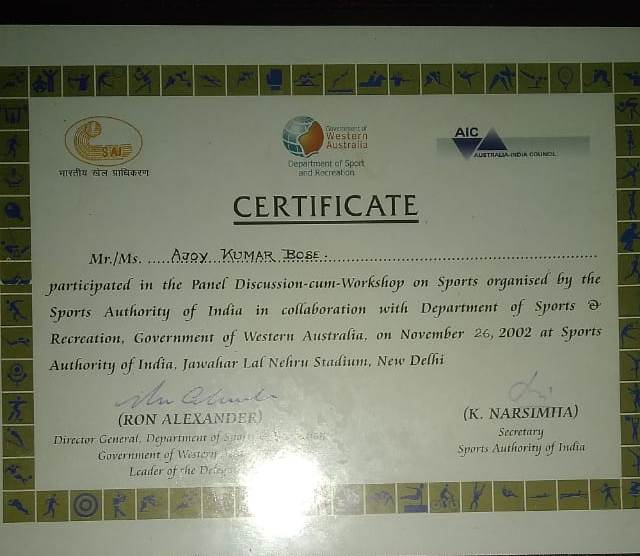 SAI
भारतीय खेल प्राधिकरण
Government of
Western
Australia
Department of Sport
and Recreation
AIC
AUSTRALIA-INDIA COUNCIL
CERTIFICATE
Mr./Ms. ..... AJOY KUMAR BOSE. ..........
participated in the Panel Discussion-cum-Workshop on Sports organised by the
Sports Authority of India in collaboration with Department of Sports &
Recreation, Government of Western Australia, on November 26, 2002 at Sports
Authority of India, Jawahar Lal Nehru Stadium, New Delhi
(RON ALEXANDER)
Director General, Department of
Government of Western
Leader of the
(K. NARSIMHA)
Secretary
Sports Authority of India